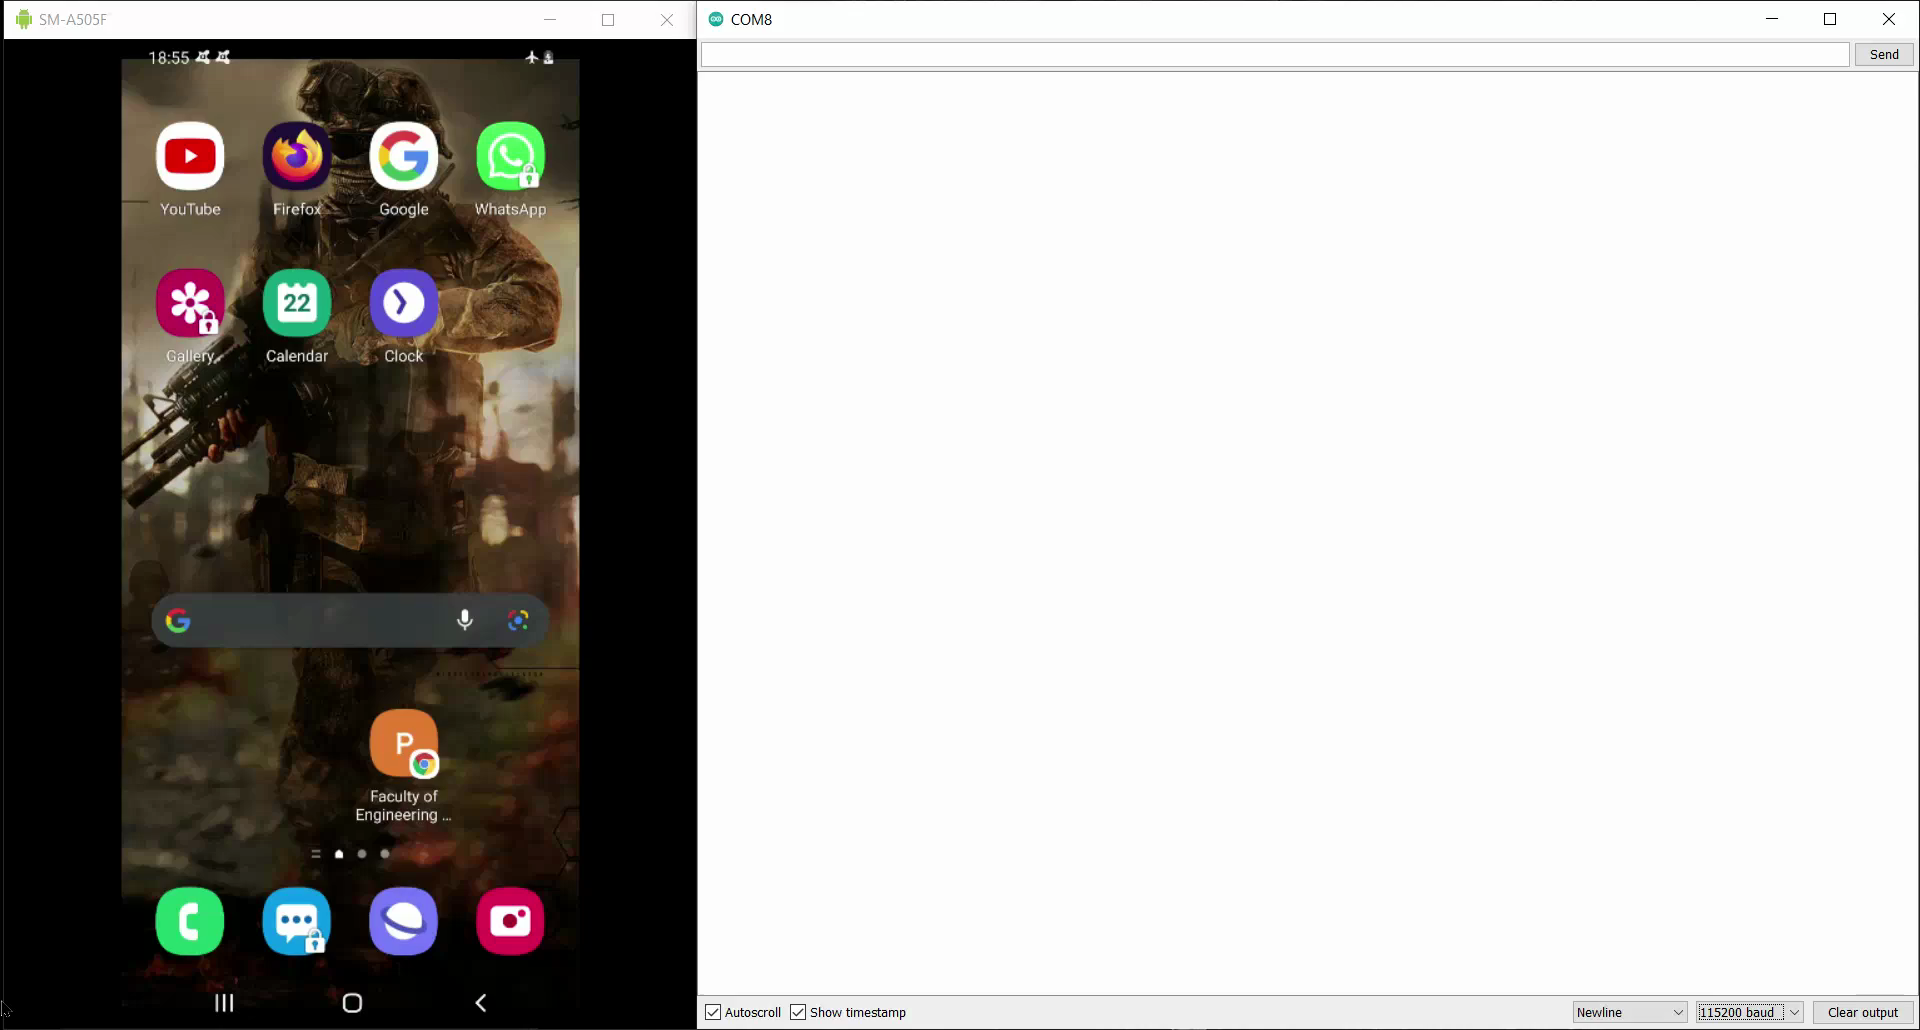 SM-A505F
18:55
YouTube
Firefox
Google
WhatsApp
22
Gallery
Calendar
Clock
P
Faculty of
Engineering ...
COM8
Send
Autoscroll
Show timestamp
Newline
115200 baud
Clear output